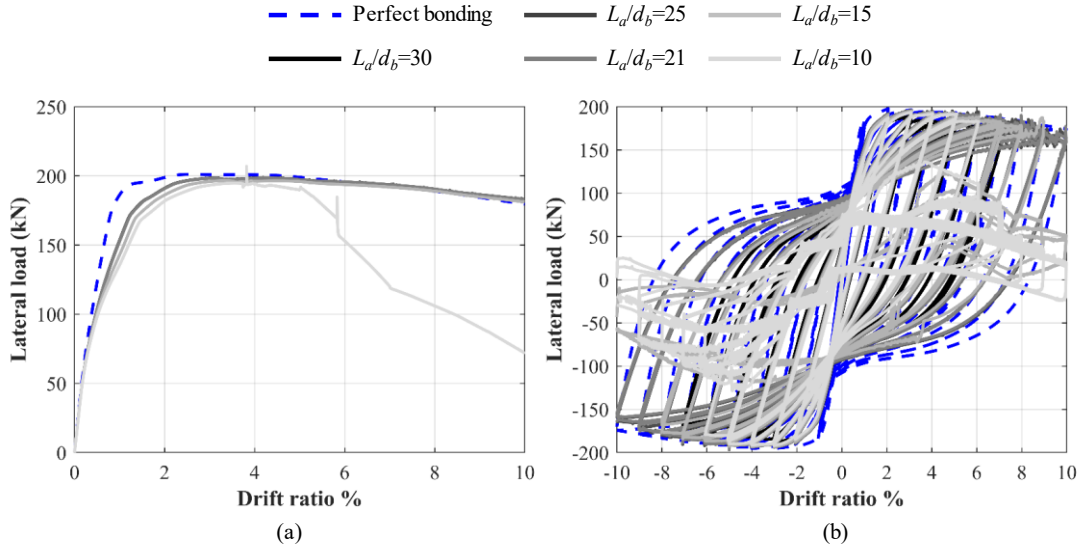 Perfect bonding
La/db=25
La/db=15
La/db=30
La/db=21
La/db=10
250
200
150
100
50
0
Lateral load (kN)
0 2 4 6 8 10
Drift ratio %
(a)
200
150
100
50
0
-50
-100
-150
-200
Lateral load (kN)
-10 -8 -6 -4 -2 0 2 4 6 8 10
Drift ratio %
(b)